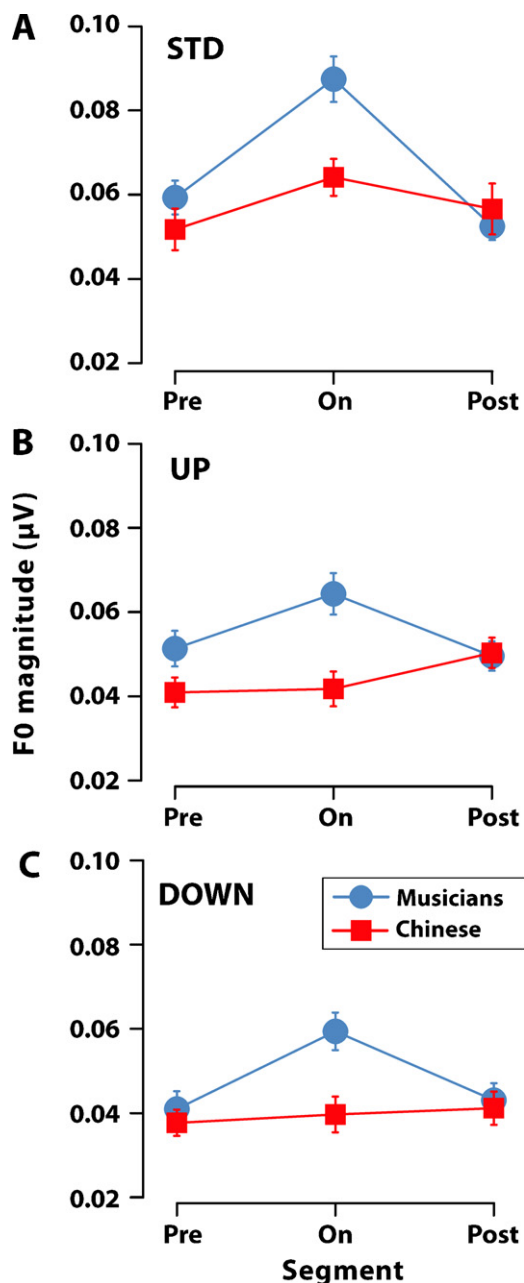 A
STD
0.10
0.08
0.06
0.04
0.02
Pre On Post
B
UP
0.10
0.08
0.06
0.04
0.02
Pre On Post
F0 magnitude (µV)
C
DOWN
0.10
0.08
0.06
0.04
0.02
Musicians
Chinese
Pre On Post
Segment